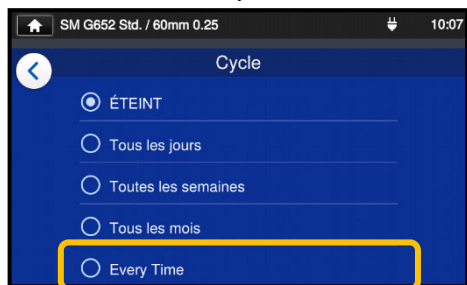 SM G652 Std. / 60mm 0.25 10:07
Cycle
ÉTEINT
Tous les jours
Toutes les semaines
Tous les mois
Every Time